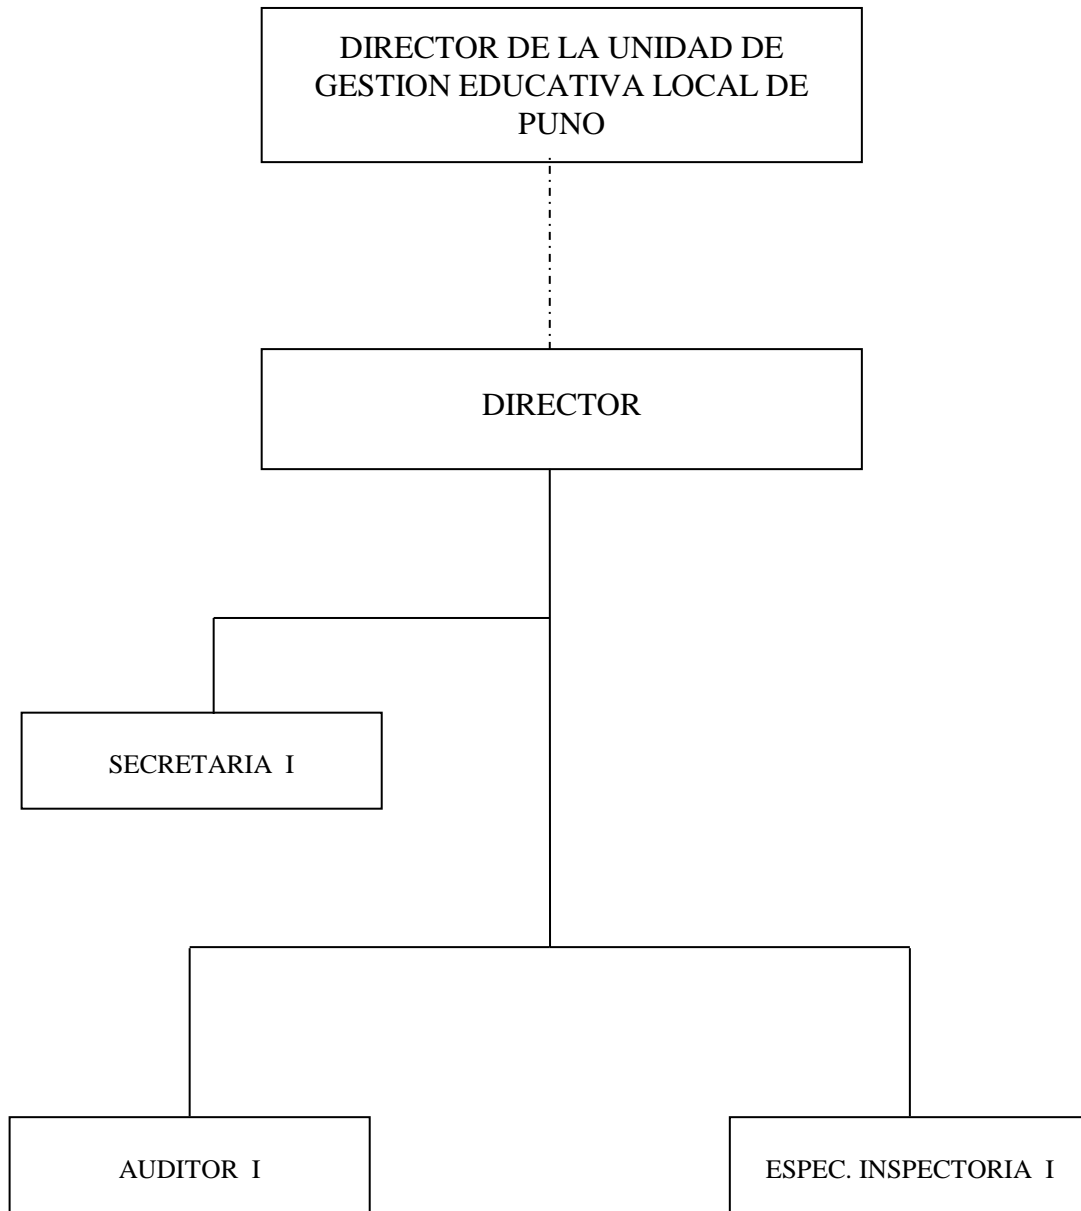 DIRECTOR DE LA UNIDAD DE
GESTION EDUCATIVA LOCAL DE
PUNO
DIRECTOR
SECRETARIA I
AUDITOR I
ESPEC. INSPECTORIA I